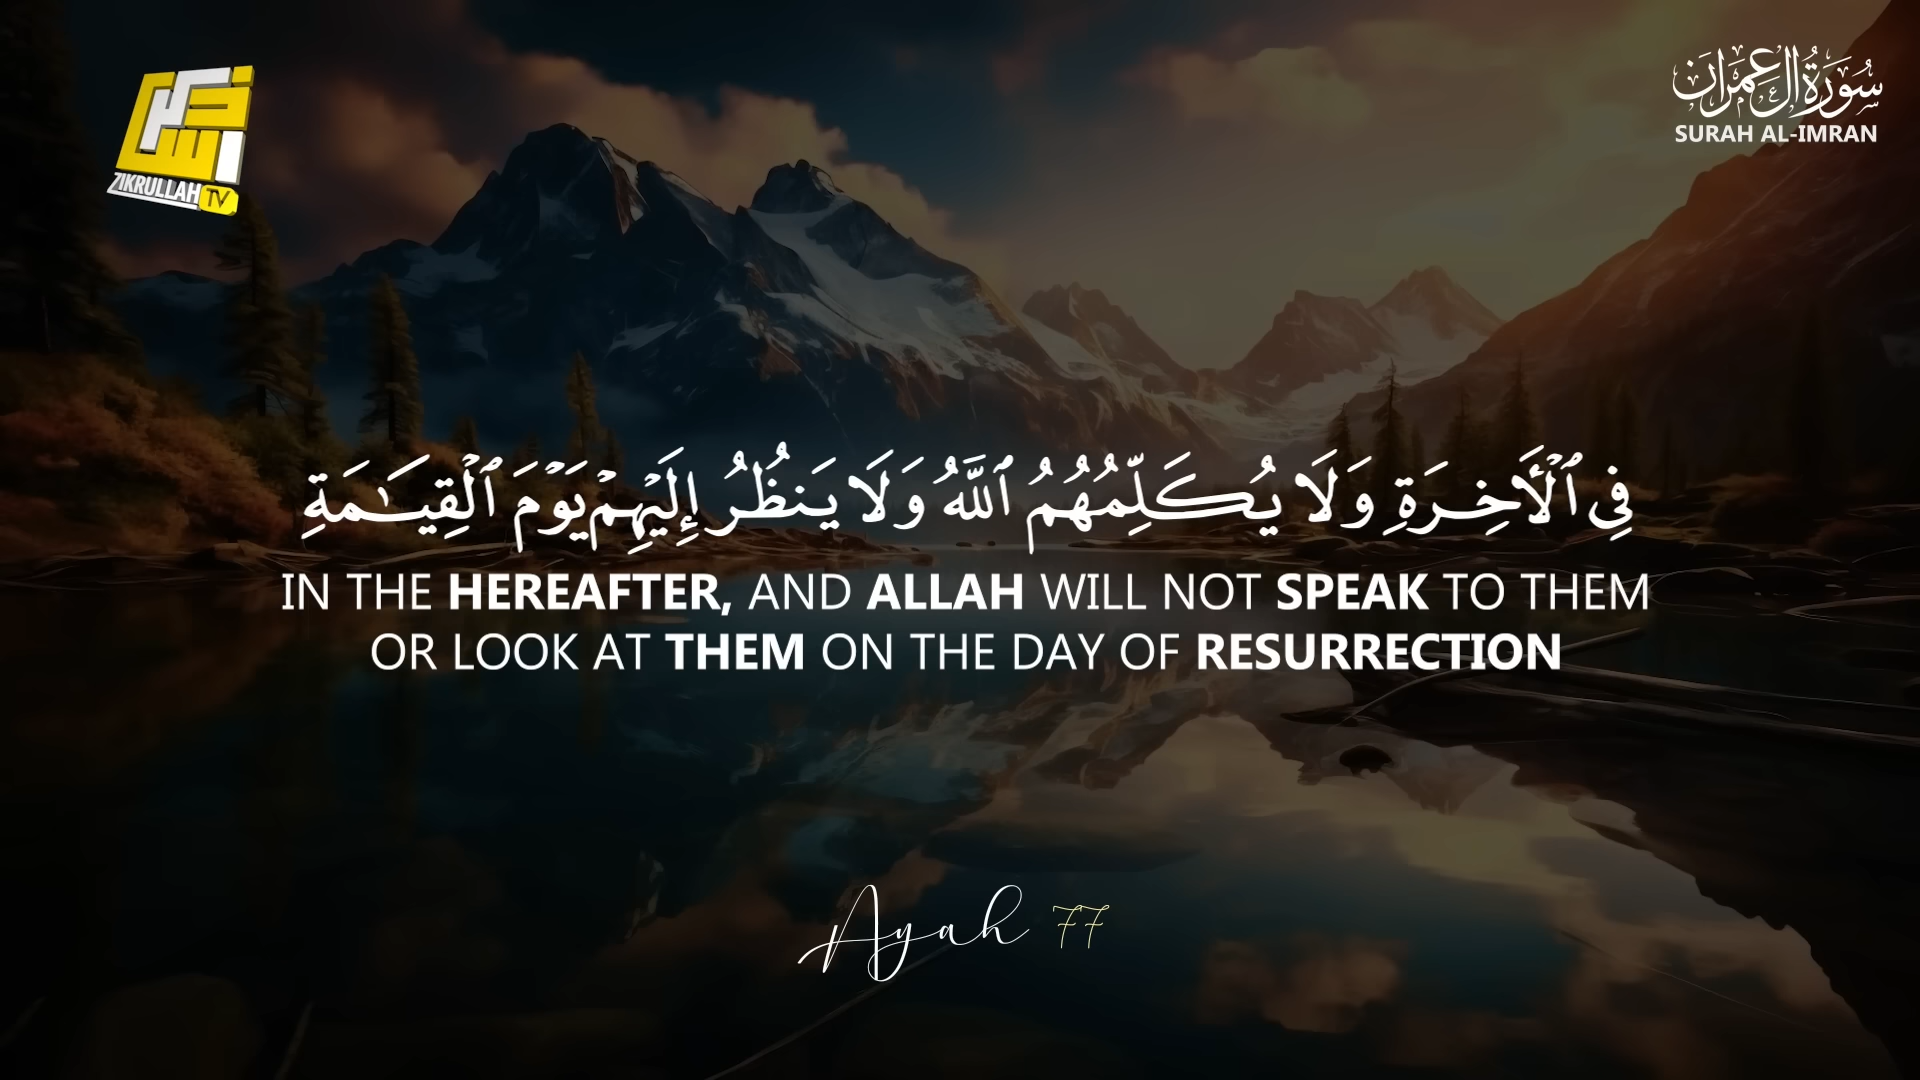 سُورَةُ آلِ عِمرَان
SURAH AL-IMRAN
ZIKRULLAH TV
فِي ٱلْأَخِرَةِ وَلَا يُكَلِّمُهُمُ ٱللَّهُ وَلَا يَنظُرُ إِلَيْهِمْ يَوْمَ ٱلْقِيَـٰمَةِ
IN THE HEREAFTER, AND ALLAH WILL NOT SPEAK TO THEM
OR LOOK AT THEM ON THE DAY OF RESURRECTION
Ayah 77